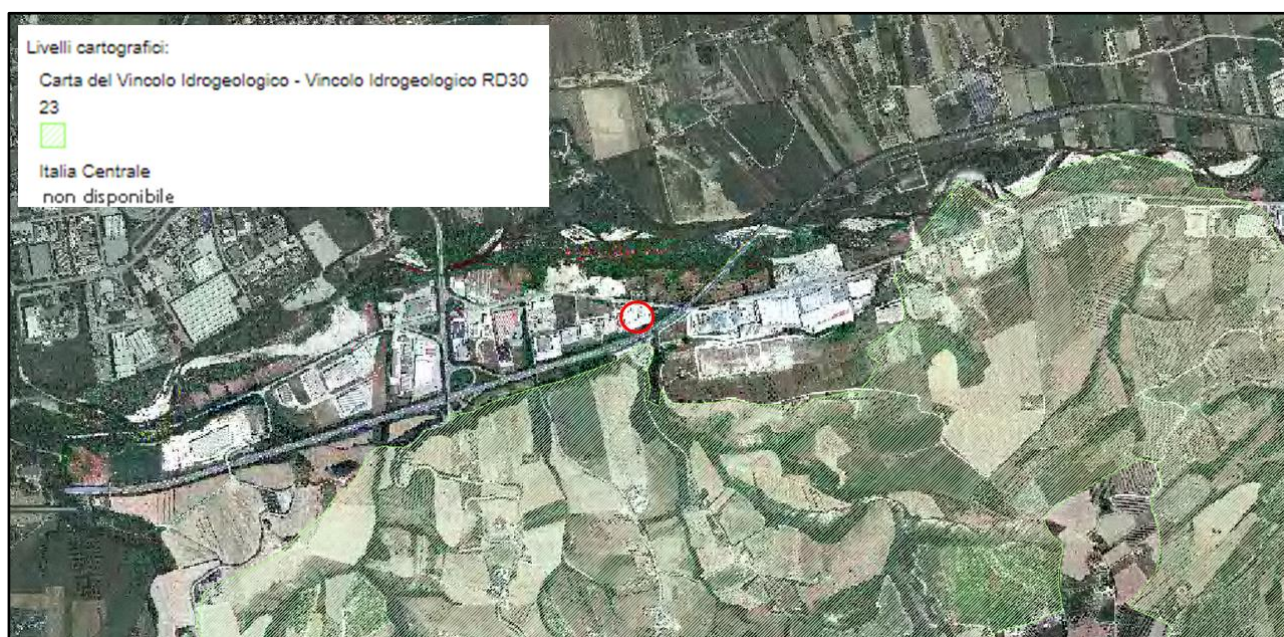 Livelli cartografici:
Carta del Vincolo Idrogeologico - Vincolo Idrogeologico RD30
23
Italia Centrale
non disponibile